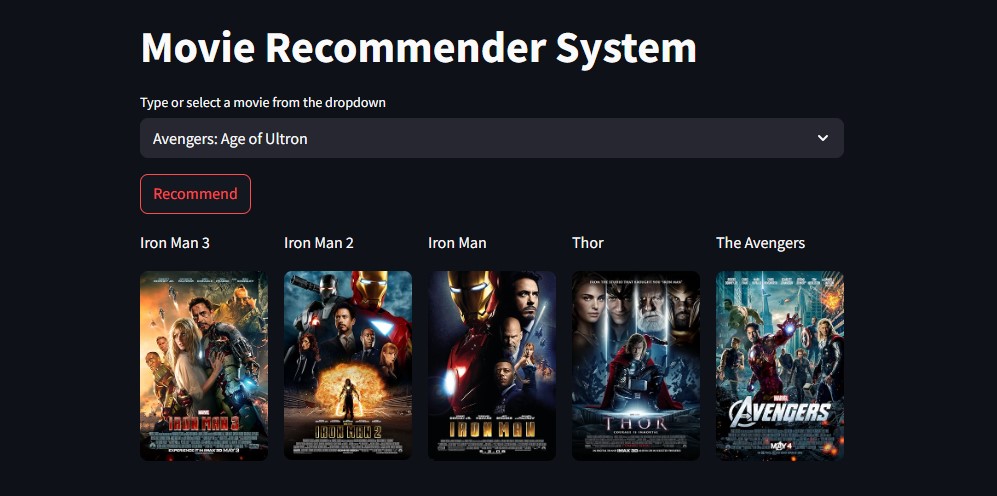 Movie Recommender System
Type or select a movie from the dropdown
Avengers: Age of Ultron
Recommend
Iron Man 3
Iron Man 2
Iron Man
Thor
The Avengers
MARVEL
IRON MAN 3
IRON MAN 2
IRON MAN
THOR
MARVEL
AVENGERS
MAY 4